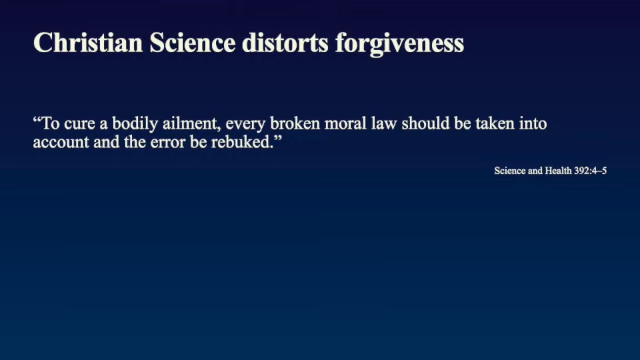 Christian Science distorts forgiveness
“To cure a bodily ailment, every broken moral law should be taken into
account and the error be rebuked.”
Science and Health 392:4–5